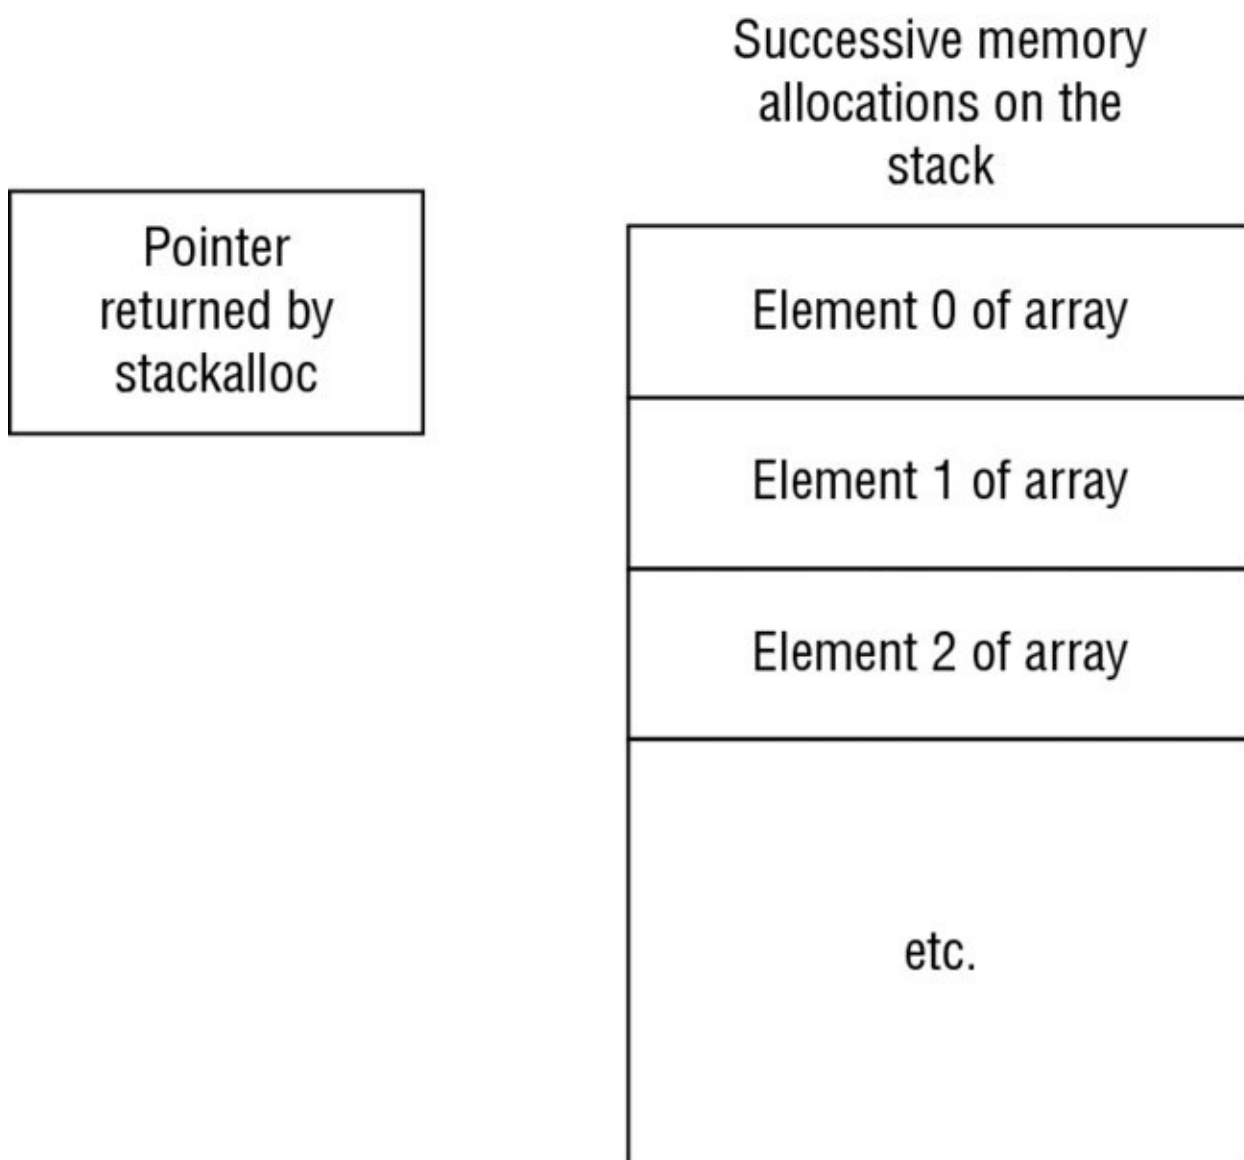 Successive memory
allocations on the
stack
Pointer
returned by
stackalloc
Element 0 of array
Element 1 of array
Element 2 of array
etc.